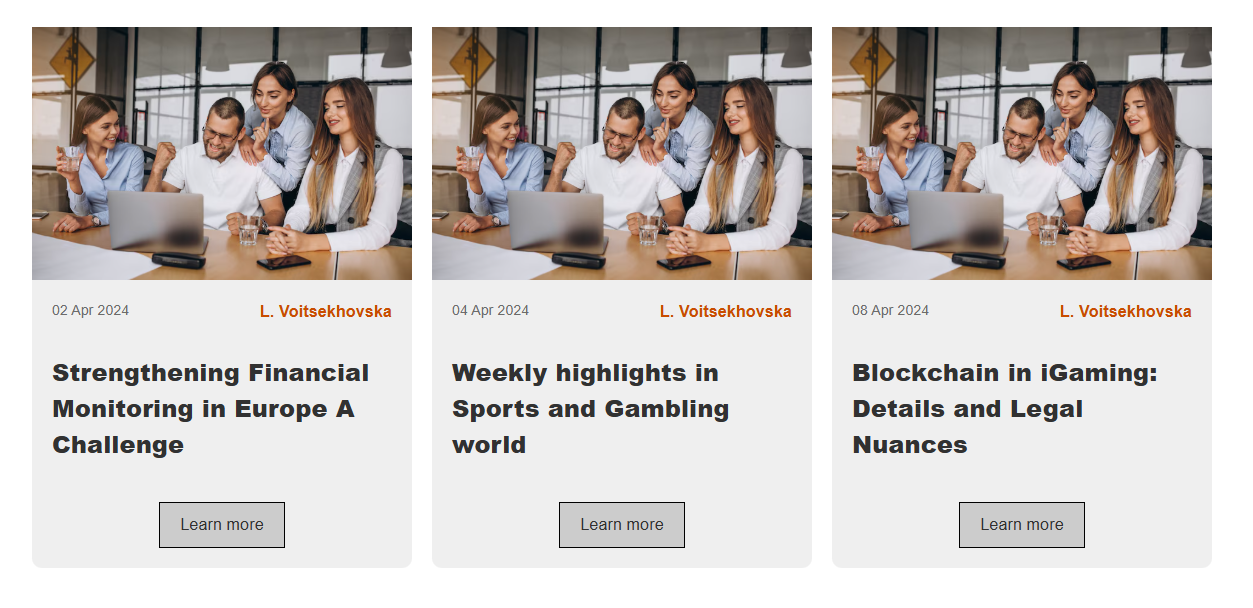 02 Apr 2024
L. Voitsekhovska
Strengthening Financial
Monitoring in Europe A
Challenge
Learn more
04 Apr 2024
L. Voitsekhovska
Weekly highlights in
Sports and Gambling
world
Learn more
08 Apr 2024
L. Voitsekhovska
Blockchain in iGaming:
Details and Legal
Nuances
Learn more